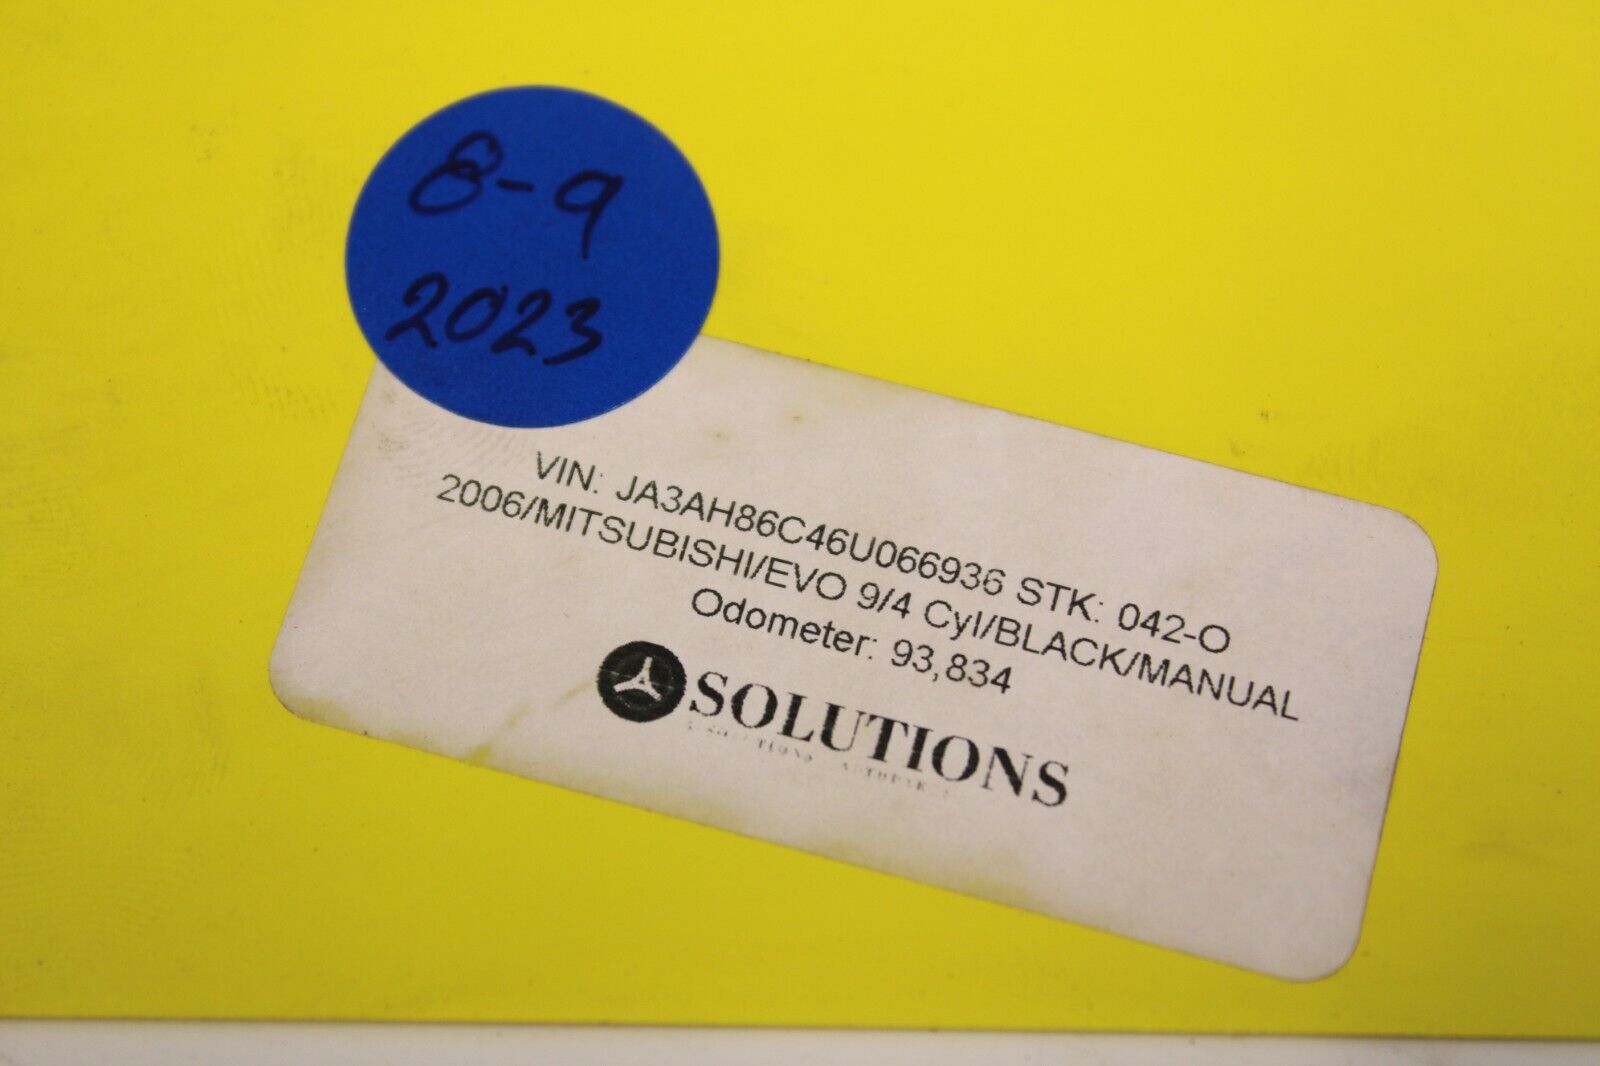 8-9
2023
VIN: JA3AH86C46U066936 STK: 042-O
2006/MITSUBISHI/EVO 9/4 Cyl/BLACK/MANUAL
Odometer: 93,834
SOLUTIONS